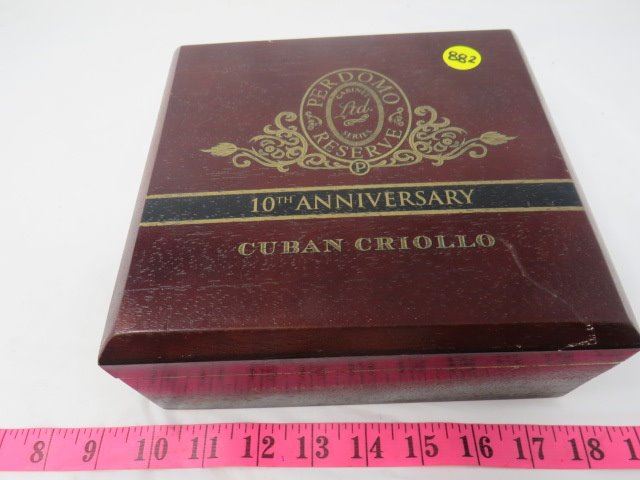 882
PERDOMO
CABINET
Ltd.
SERIES
RESERVE
P
10TH ANNIVERSARY
CUBAN CRIOLLO
8 9 10 11 12 13 14 15 16 17 18